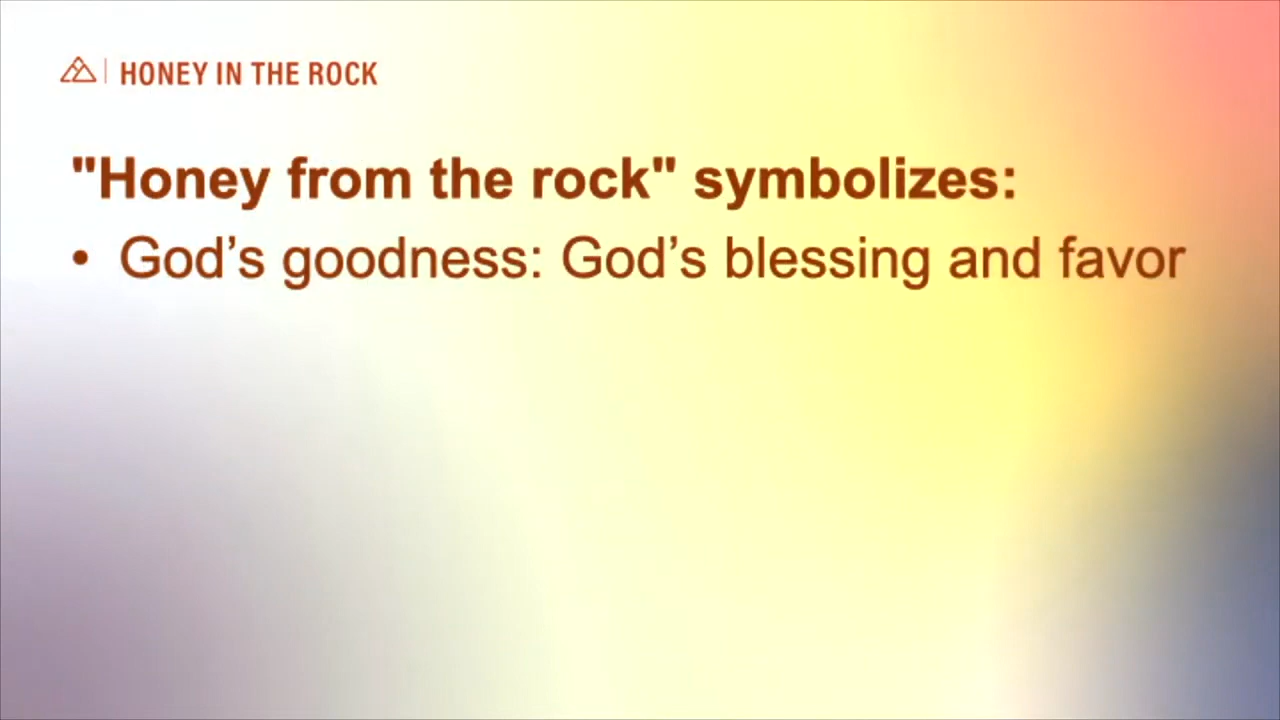 HONEY IN THE ROCK
"Honey from the rock" symbolizes:
• God’s goodness: God’s blessing and favor